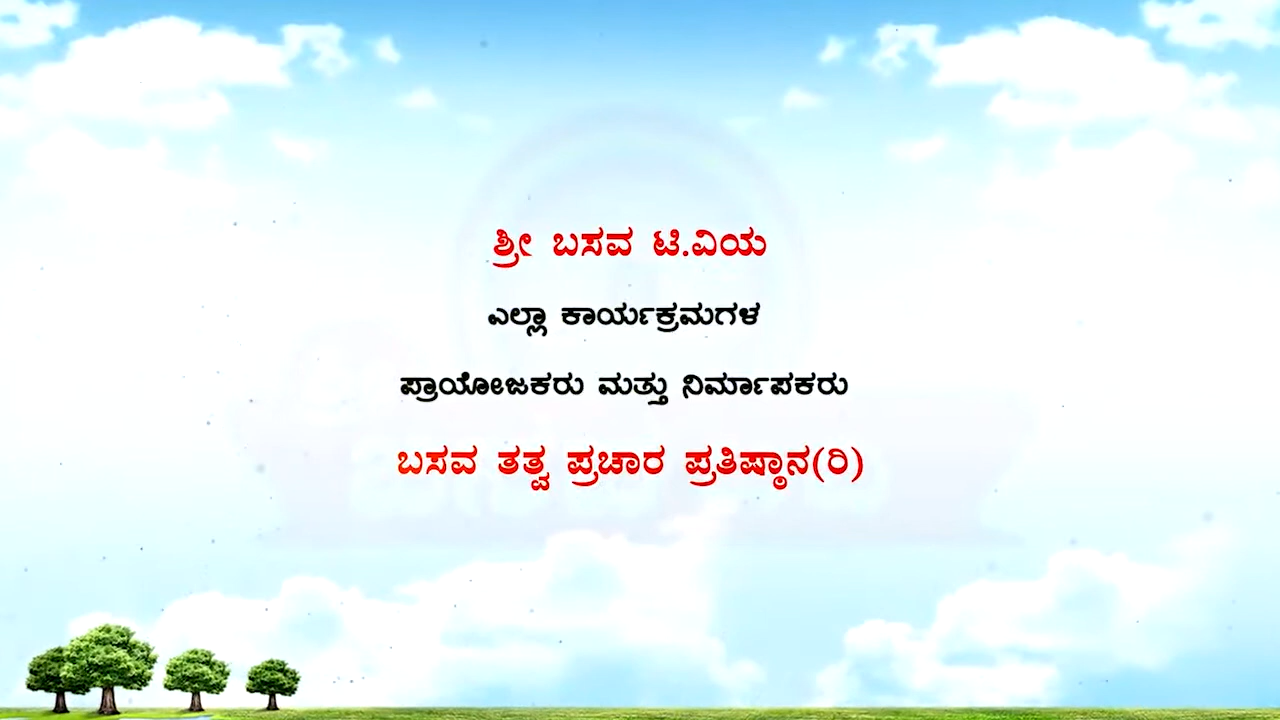 ಶ್ರೀ ಬಸವ ಟಿ.ವಿಯ
ಎಲ್ಲಾ ಕಾರ್ಯಕ್ರಮಗಳ
ಪ್ರಾಯೋಜಕರು ಮತ್ತು ನಿರ್ಮಾಪಕರು
ಬಸವ ತತ್ವ ಪ್ರಚಾರ ಪ್ರತಿಷ್ಠಾನ(ರಿ)